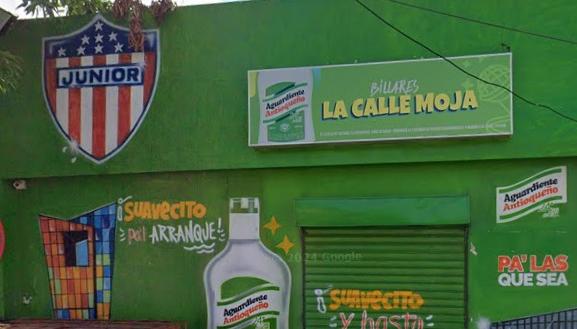 JUNIOR
BILLARES
LA CALLE MOJA
Aguardiente
Antioqueño
¡SUAVECITO
pa'l ARRANQUE!
Aguardiente
Antioqueño
Aguardiente
Antioqueño
PA' LAS
QUE SEA
2024 Google
¡SUAVECITO
Y hasta